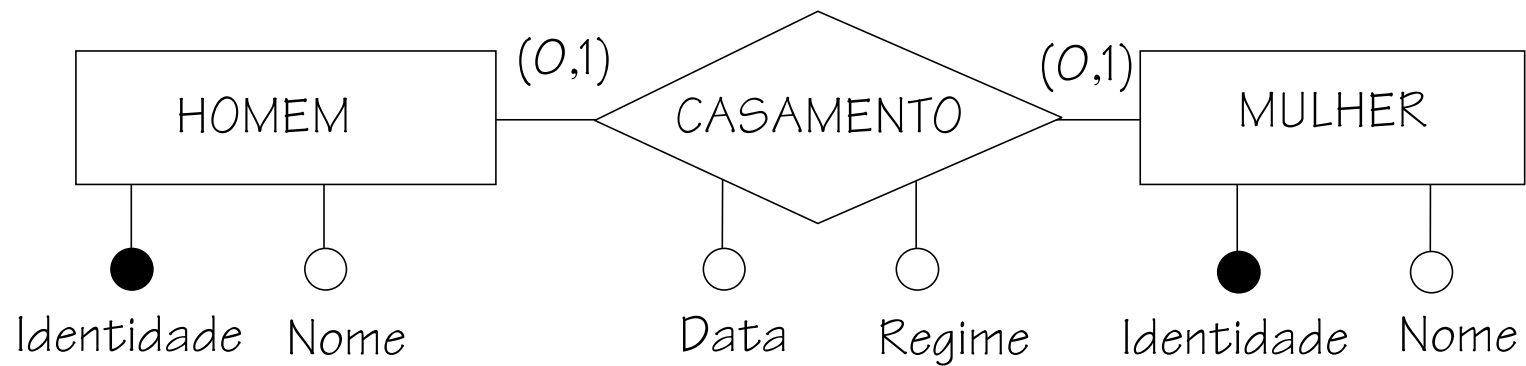 (0,1) (0,1)
HOMEM CASAMENTO MULHER
Identidade Nome Data Regime Identidade Nome